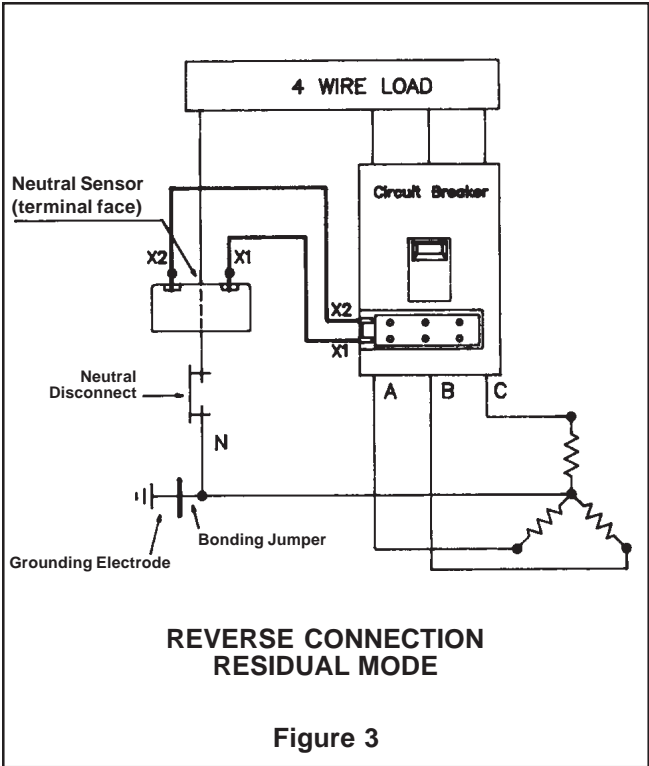 4 WIRE LOAD
Neutral Sensor
(terminal face)
Circuit Breaker
X2
X1
X2
X1
Neutral
Disconnect
A
B
C
N
Bonding Jumper
Grounding Electrode
REVERSE CONNECTION
RESIDUAL MODE
Figure 3